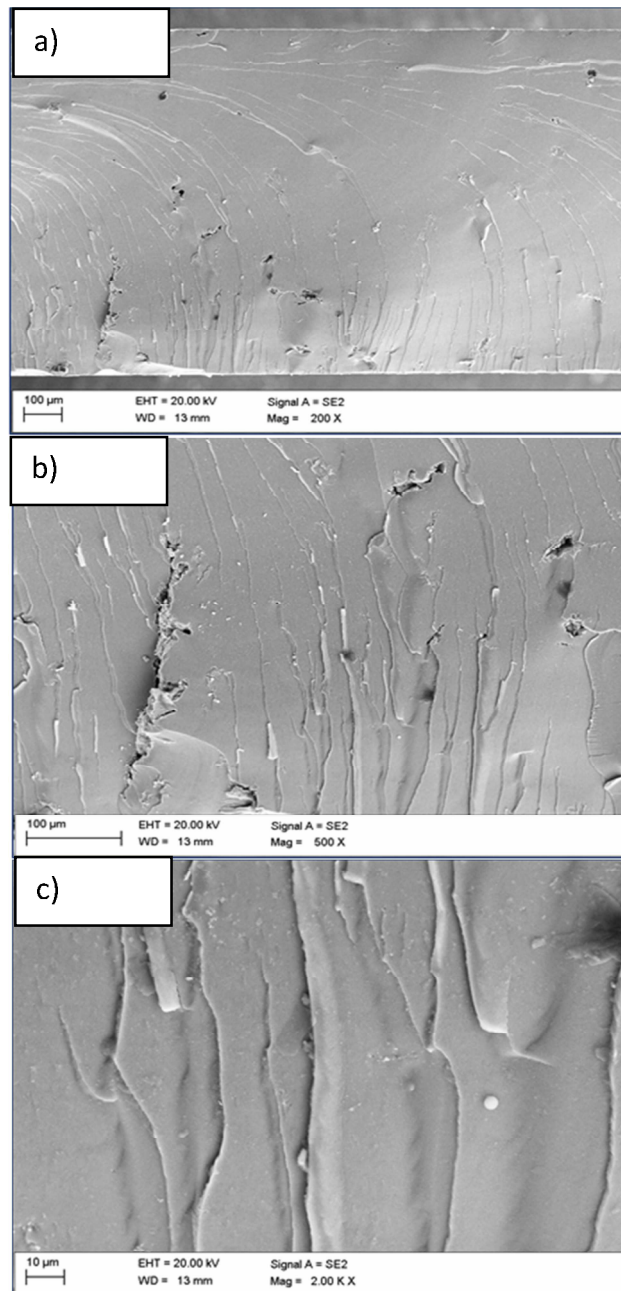 a)
100 µm
EHT = 20.00 kV
WD = 13 mm
Signal A = SE2
Mag = 200 X
b)
100 µm
EHT = 20.00 kV
WD = 13 mm
Signal A = SE2
Mag = 500 X
c)
10 µm
EHT = 20.00 kV
WD = 13 mm
Signal A = SE2
Mag = 2.00 K X